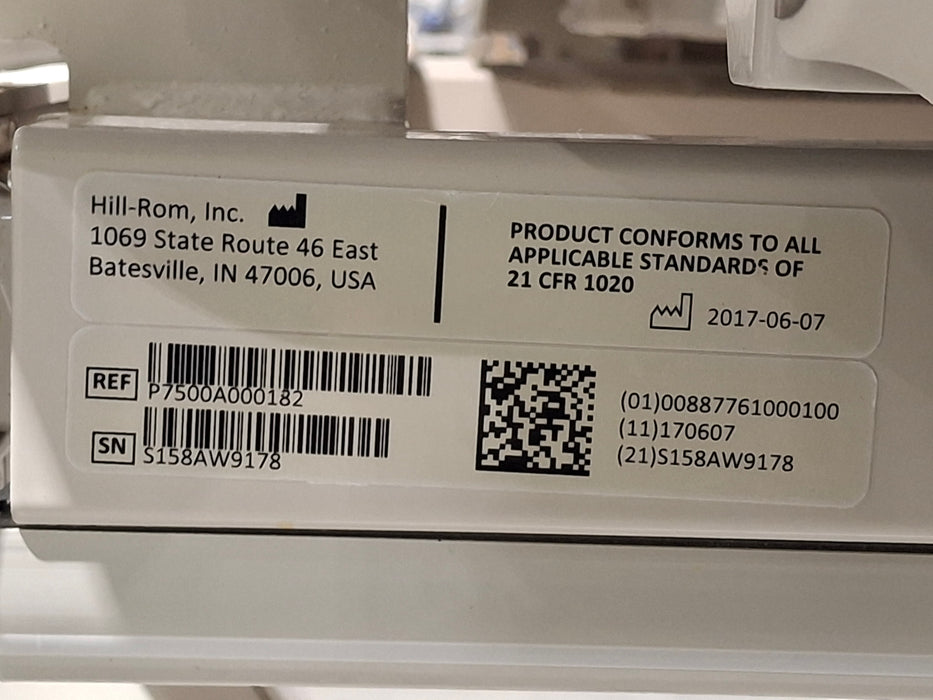 Hill-Rom, Inc.
1069 State Route 46 East
Batesville, IN 47006, USA
PRODUCT CONFORMS TO ALL
APPLICABLE STANDARDS OF
21 CFR 1020
2017-06-07
REF
P7500A000182
SN
S158AW9178
(01)00887761000100
(11)170607
(21)S158AW9178